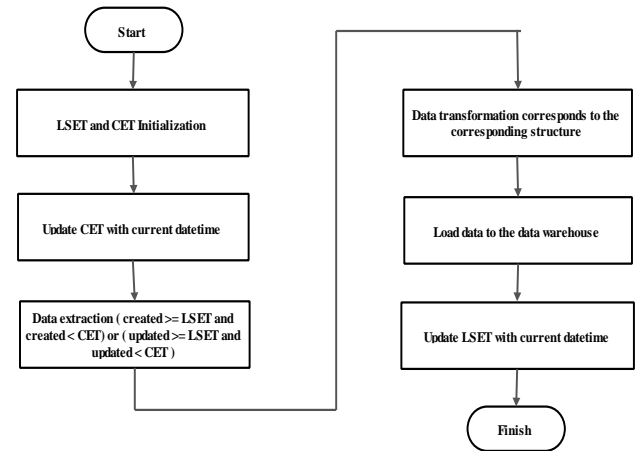 Start
LSET and CET Initialization
Update CET with current datetime
Data extraction ( created >= LSET and
created < CET) or ( updated >= LSET and
updated < CET )
Data transformation corresponds to the
corresponding structure
Load data to the data warehouse
Update LSET with current datetime
Finish